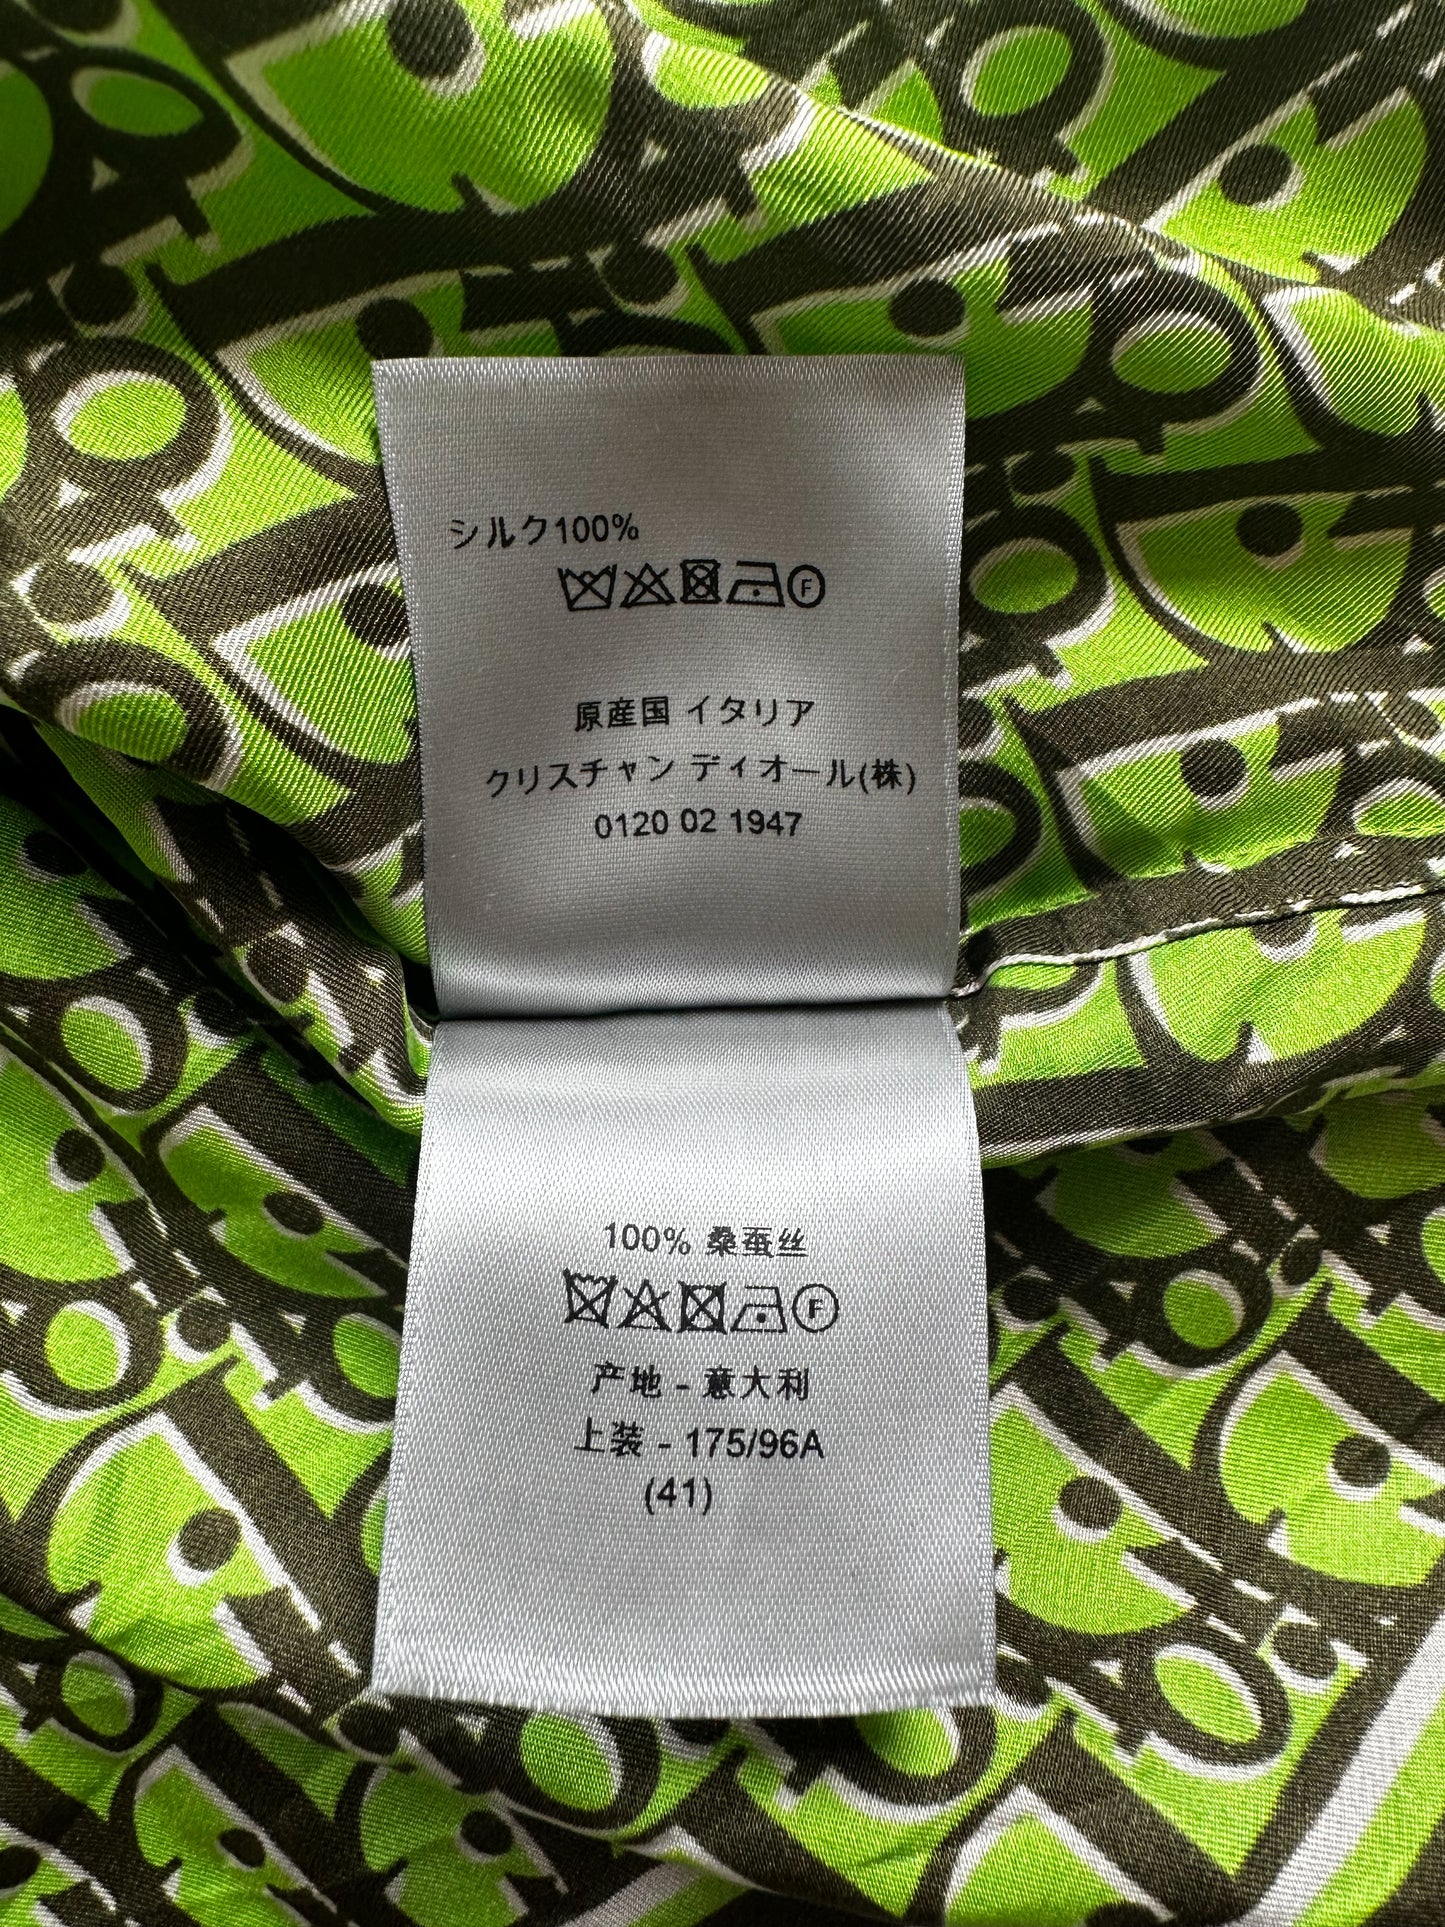 シルク100%
F
原産国 イタリア
クリスチャン ディオール(株)
0120 02 1947
100% 桑蚕丝
F
产地 - 意大利
上装 - 175/96A
(41)